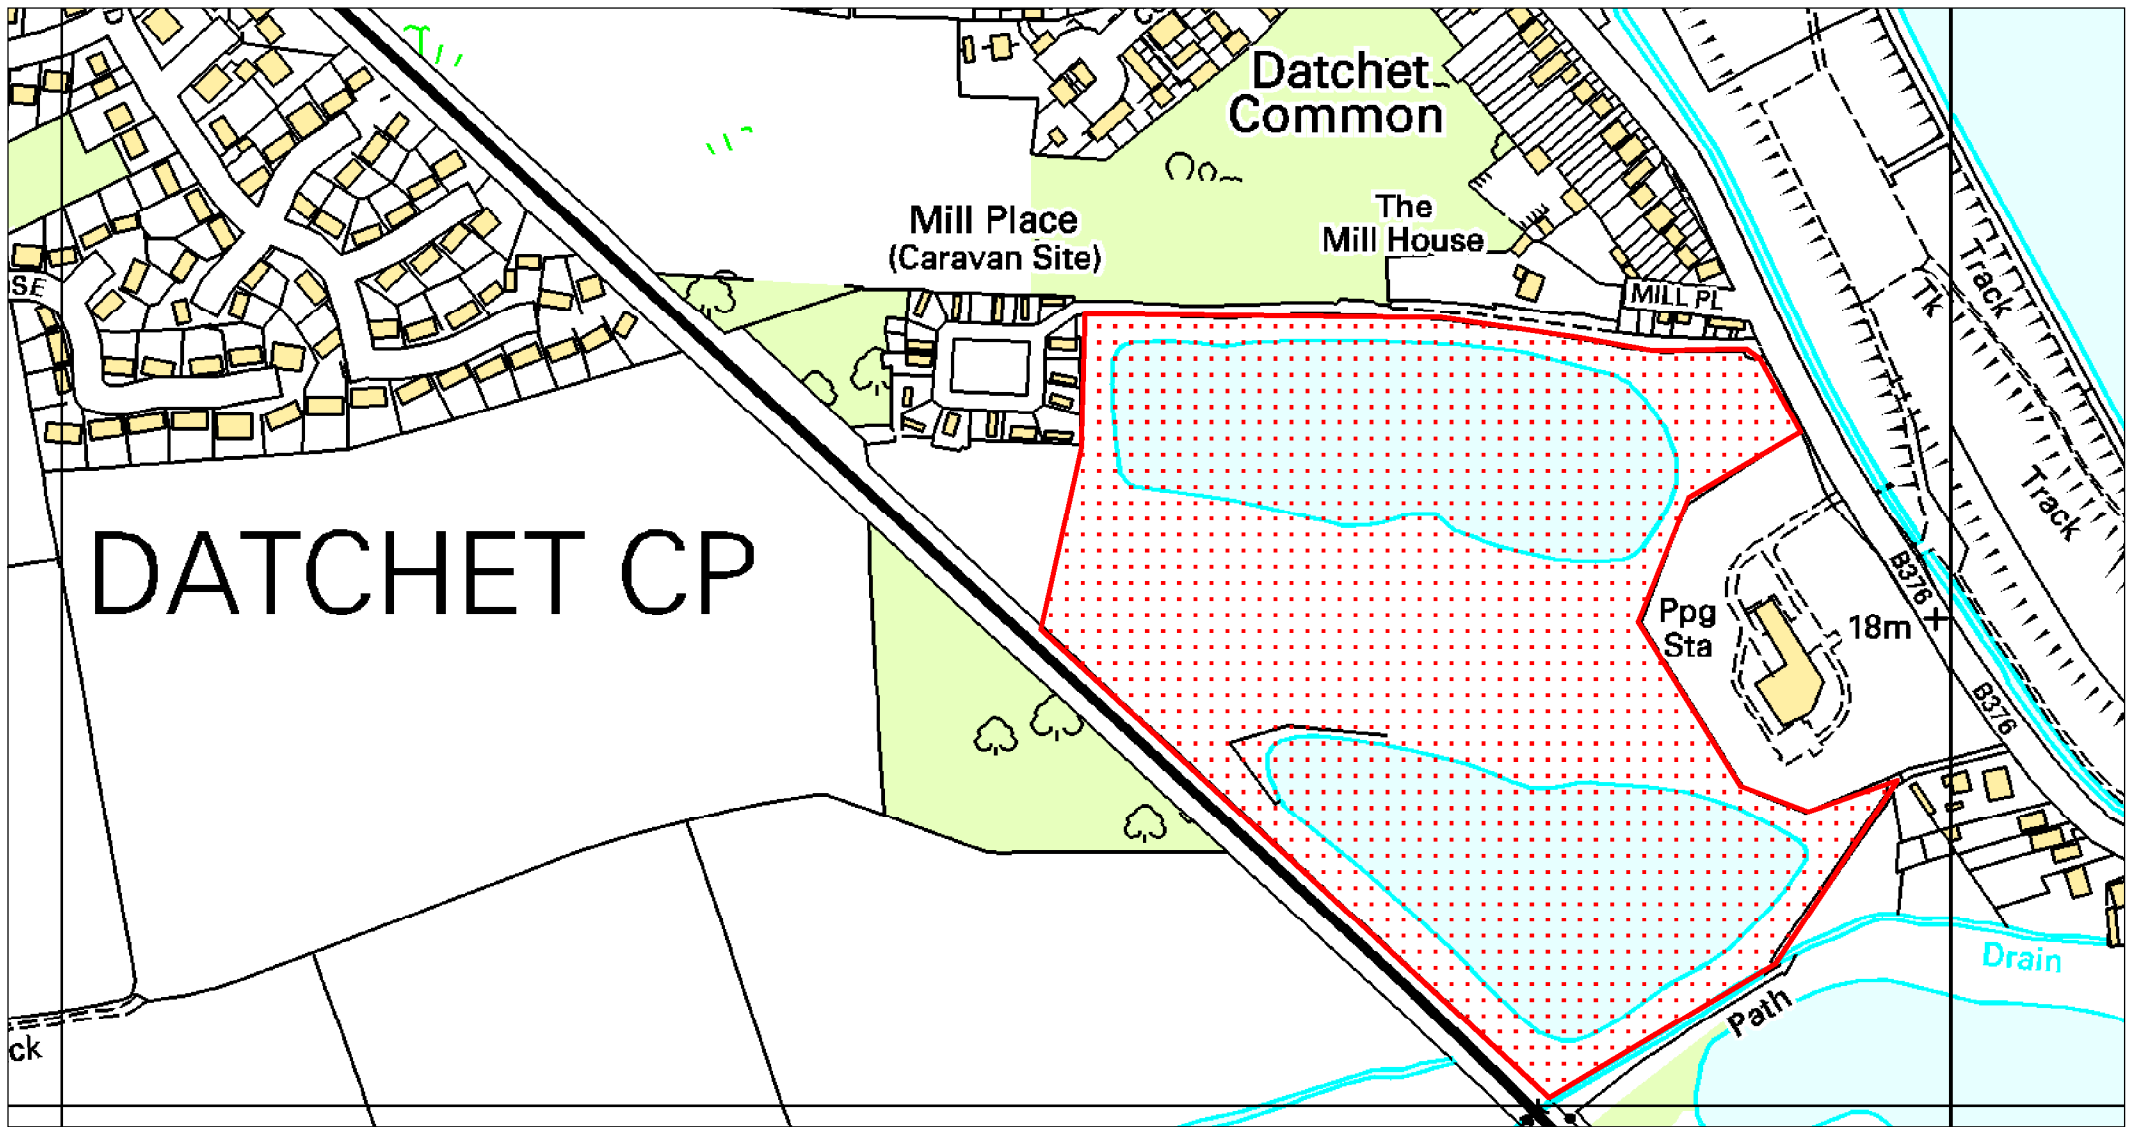 Datchet
Common
The
Mill House
Mill Place
(Caravan Site)
MILL PL
SE
Track
Tk
Track
DATCHET CP
B376
Ppg
Sta
18m
B376
Drain
Path
ck